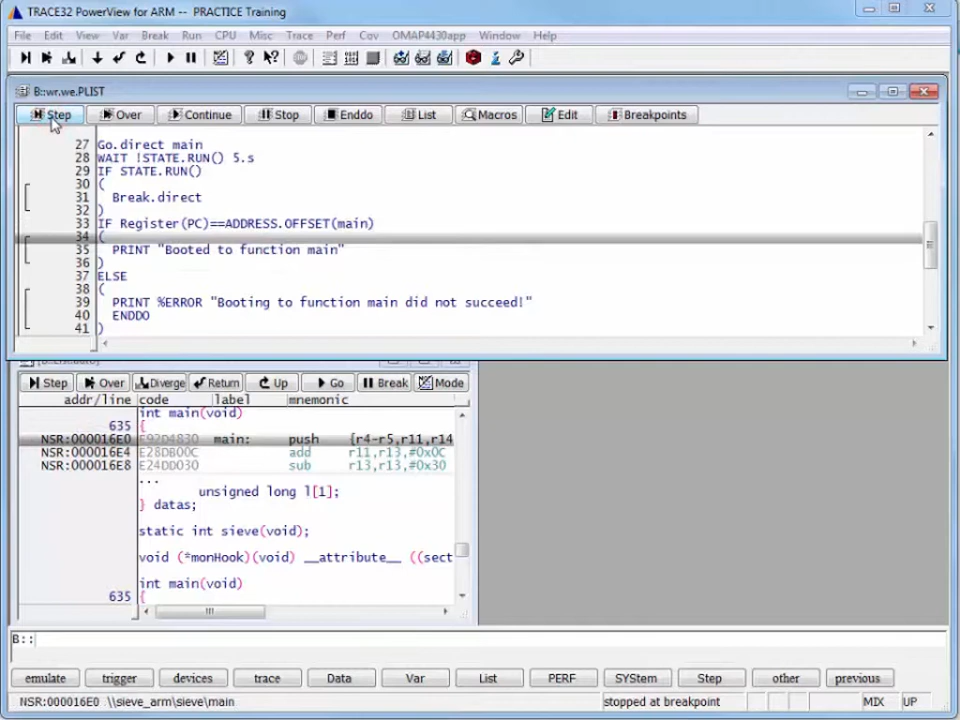 TRACE32 PowerView for ARM -- PRACTICE Training
File Edit View Var Break Run CPU Misc Trace Perf Cov OMAP4430app Window Help
B::wr.we.PLIST
Step Over Continue Stop Enddo List Macros Edit Breakpoints
27 Go.direct main
28 WAIT !STATE.RUN() 5.s
29 IF STATE.RUN()
30 (
31 Break.direct
32 )
33 IF Register(PC)==ADDRESS.OFFSET(main)
34 (
35 PRINT "Booted to function main"
36 )
37 ELSE
38 (
39 PRINT %ERROR "Booting to function main did not succeed!"
40 ENDDO
41 )
Step Over Diverge Return Up Go Break Mode
addr/line code label mnemonic
int main(void)
635 {
NSR:000016E0 E92D4830 main: push {r4-r5,r11,r14
NSR:000016E4 E28DB00C add r11,r13,#0x0C
NSR:000016E8 E24DD030 sub r13,r13,#0x30
...
unsigned long l[1];
} datas;
static int sieve(void);
void (*monHook)(void) __attribute__ ((sect
int main(void)
635 {
B::
emulate trigger devices trace Data Var List PERF SYStem Step other previous
NSR:000016E0 \\sieve_arm\sieve\main stopped at breakpoint MIX UP